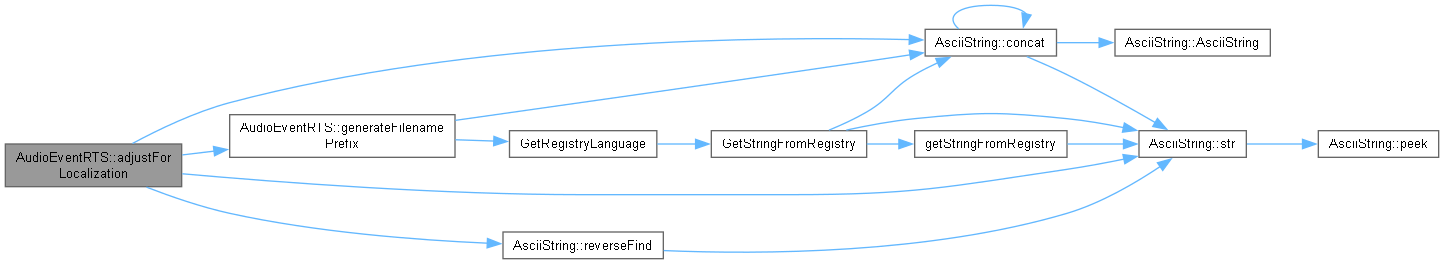 AsciiString::concat
AsciiString::AsciiString
AudioEventRTS::generateFilename
Prefix
AudioEventRTS::adjustFor
Localization
GetRegistryLanguage
GetStringFromRegistry
getStringFromRegistry
AsciiString::str
AsciiString::peek
AsciiString::reverseFind